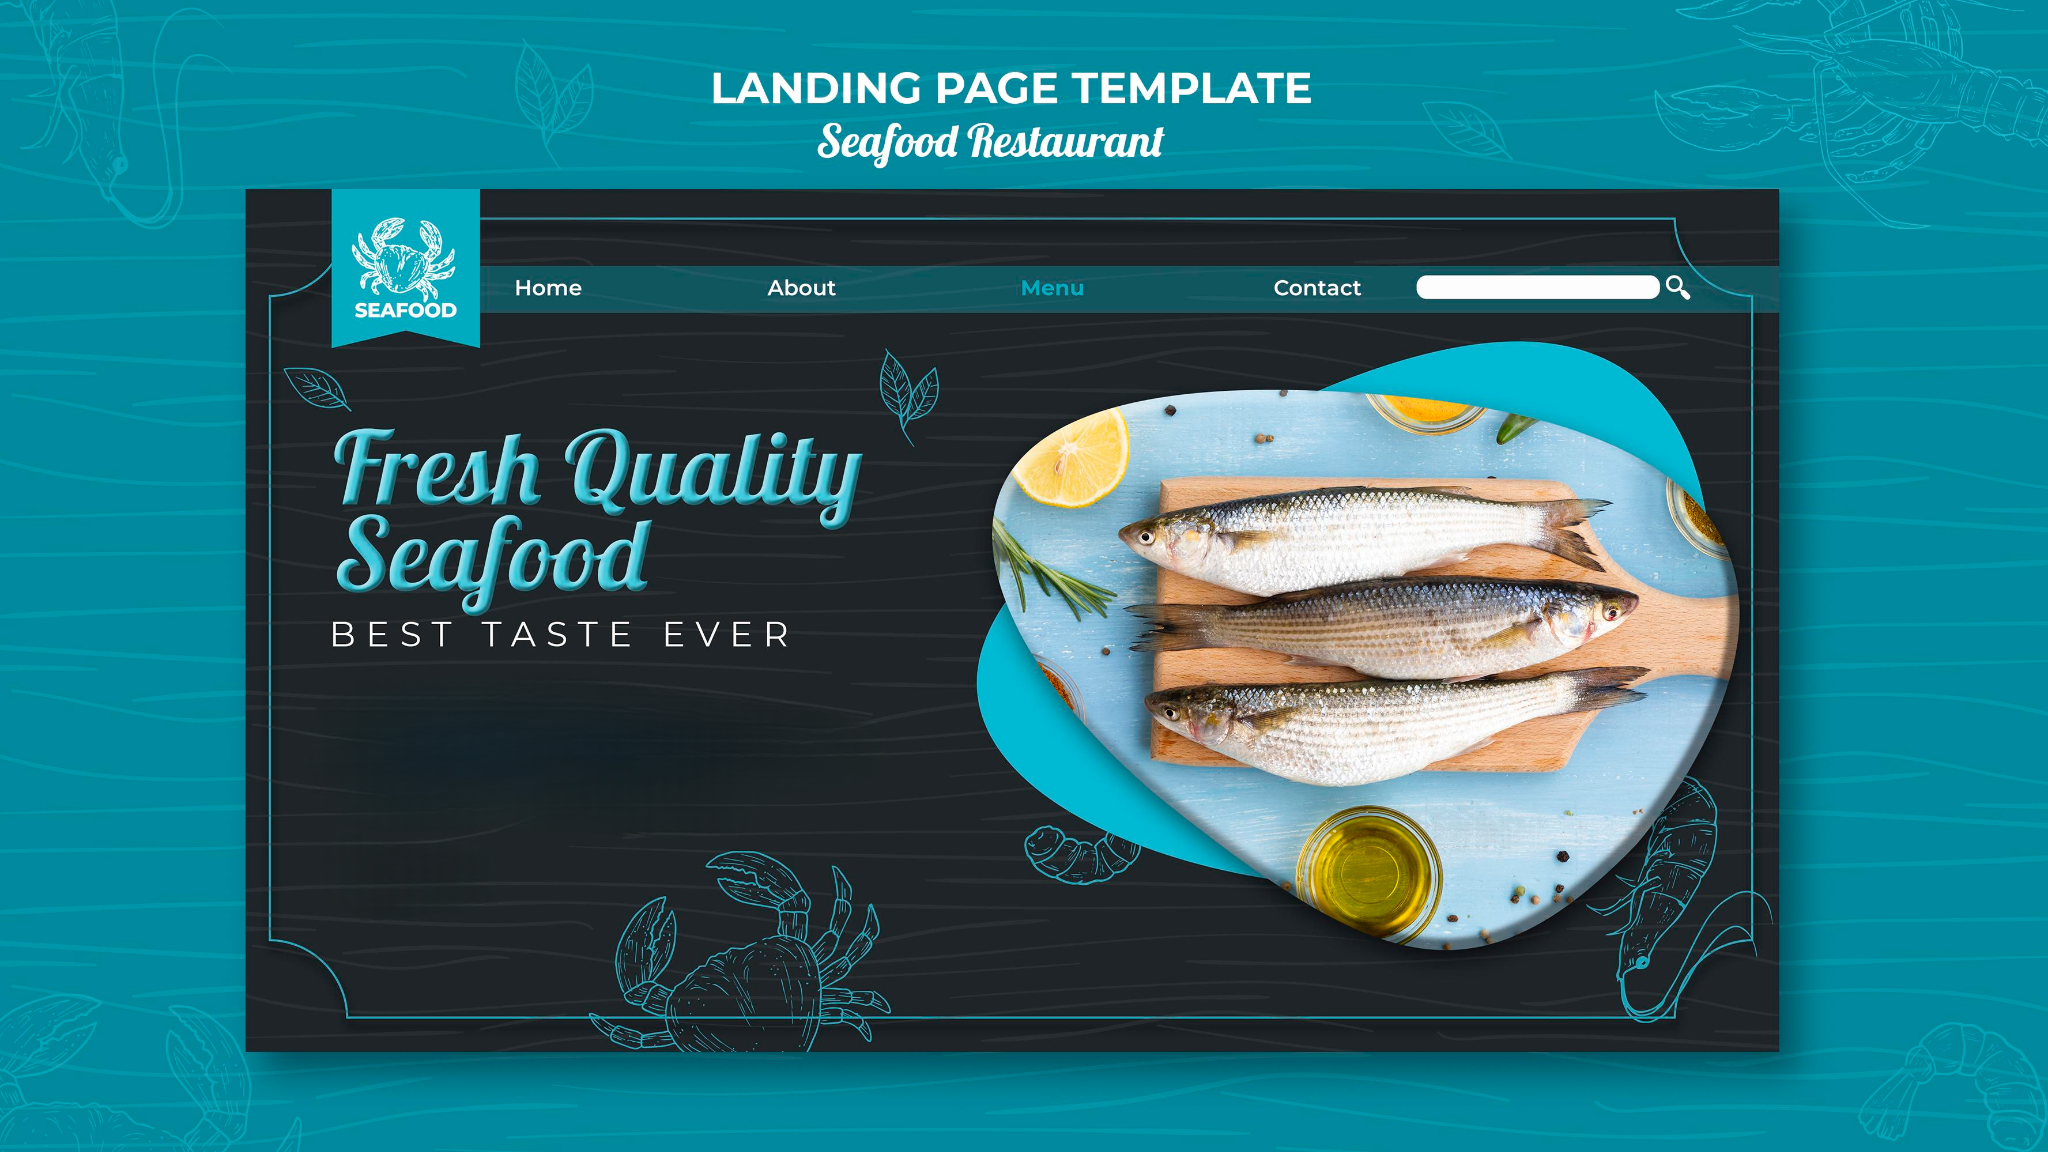 LANDING PAGE TEMPLATE
Seafood Restaurant
SEAFOOD
Home
About
Menu
Contact
Fresh Quality
Seafood
BEST TASTE EVER